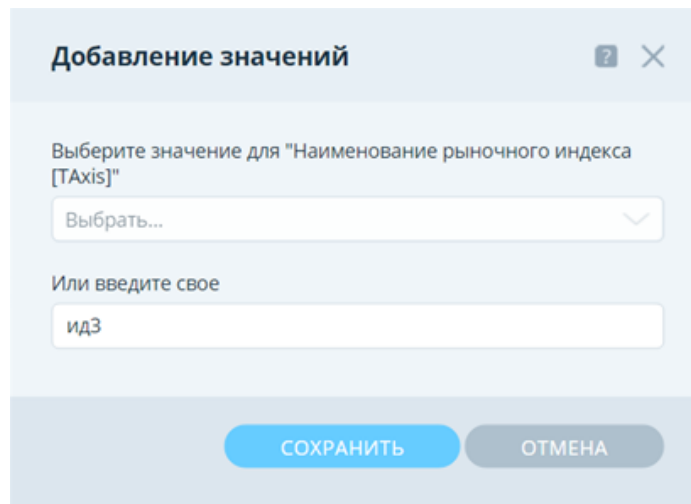 Добавление значений ?
Выберите значение для "Наименование рыночного индекса
[TAxis]"
Выбрать...
Или введите свое
ид3
СОХРАНИТЬ ОТМЕНА